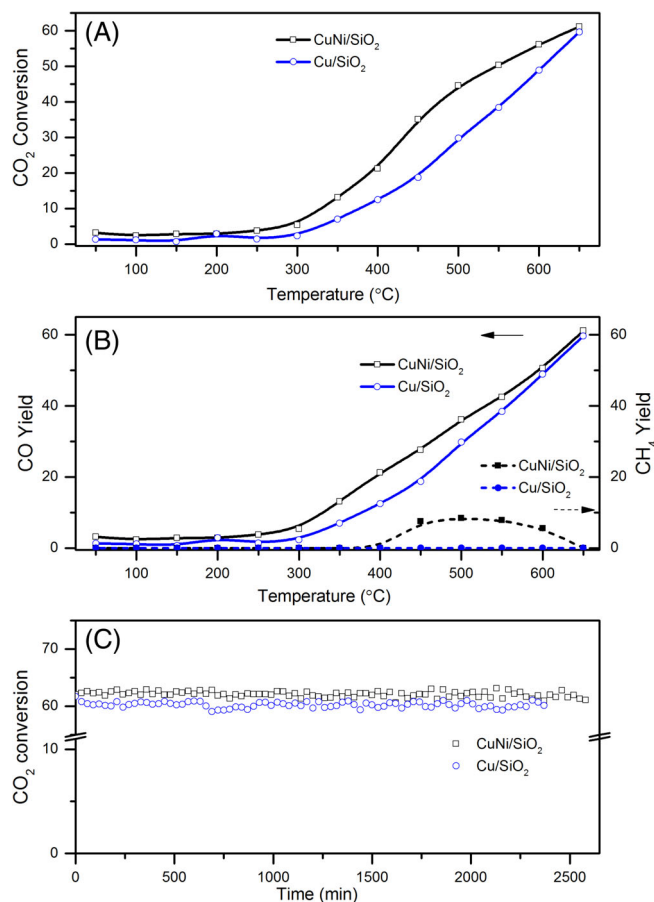 (A)
CuNi/SiO₂
Cu/SiO₂
60
50
40
30
20
10
0
CO₂ Conversion
100 200 300 400 500 600
Temperature (°C)
(B)
CuNi/SiO₂
Cu/SiO₂
60
40
20
0
CO Yield
60
40
20
0
CH₄ Yield
CuNi/SiO₂
Cu/SiO₂
100 200 300 400 500 600
Temperature (°C)
(C)
70
60
10
0
CO₂ conversion
CuNi/SiO₂
Cu/SiO₂
0 500 1000 1500 2000 2500
Time (min)